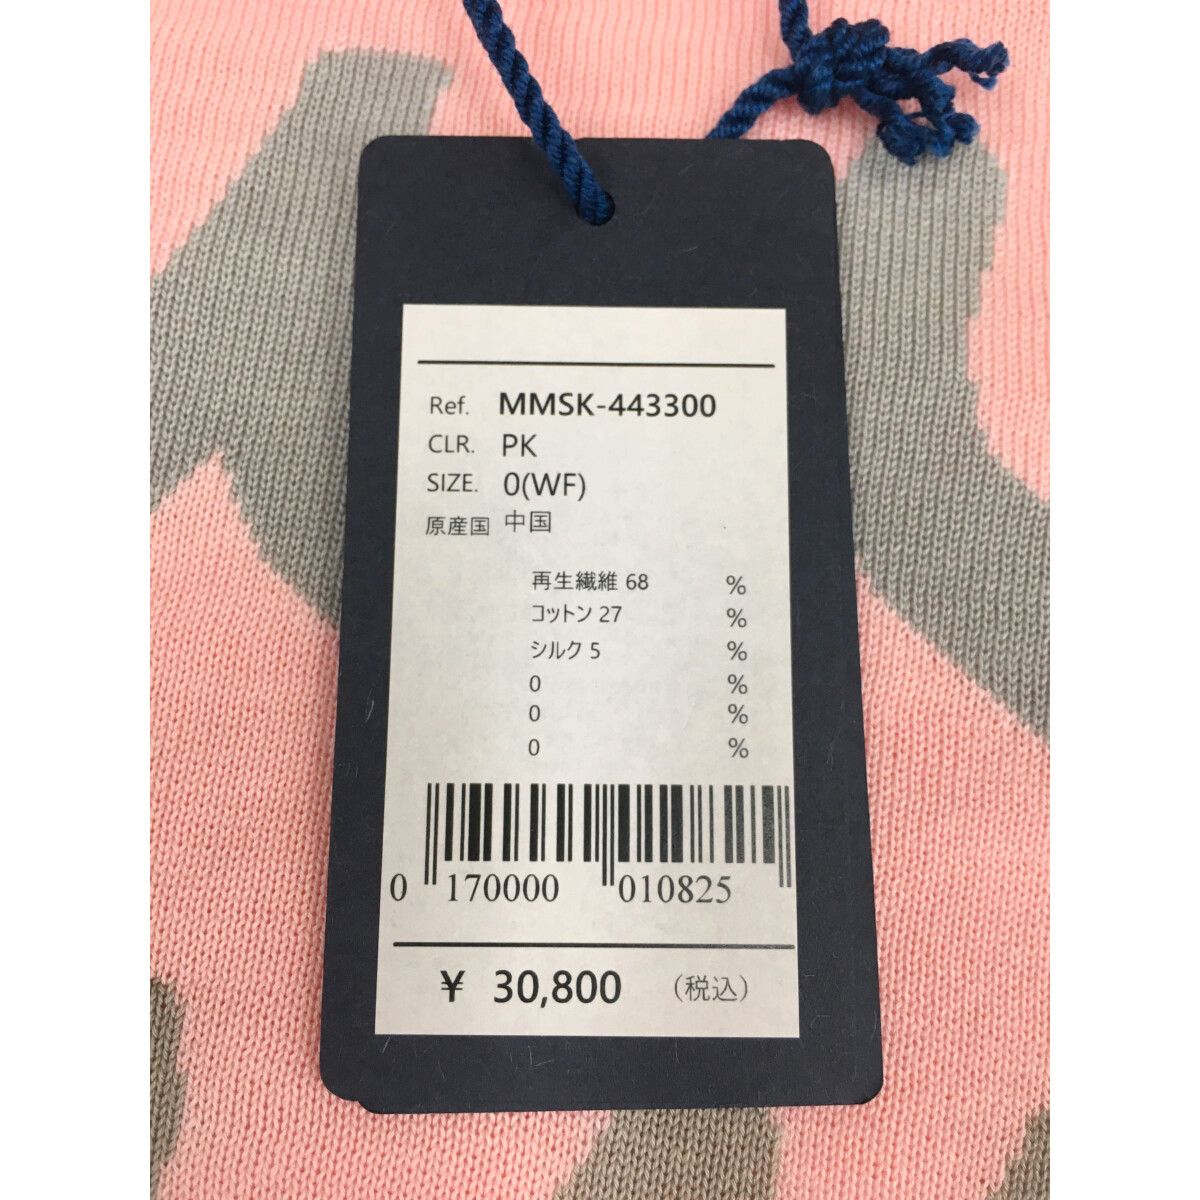 Ref. MMSK-443300
CLR. PK
SIZE. 0(WF)
原産国 中国
再生繊維 68 %
コットン 27 %
シルク 5 %
0 %
0 %
0 %
0 170000 010825
¥ 30,800 (税込)